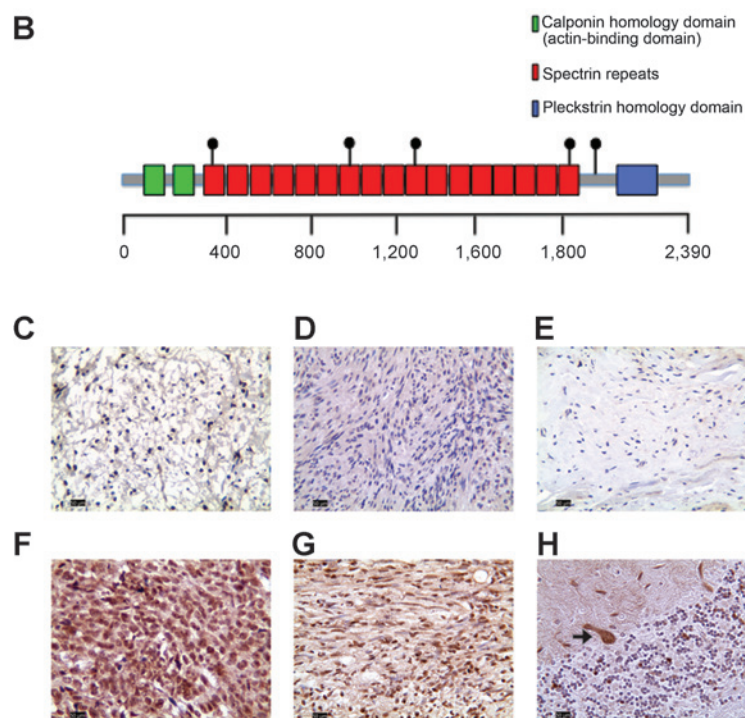 B
Calponin homology domain
(actin-binding domain)
Spectrin repeats
Pleckstrin homology domain
0 400 800 1,200 1,600 1,800 2,390
C D E
F G H